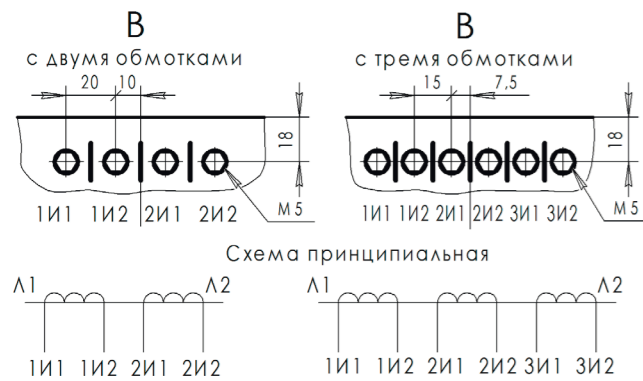 В
с двумя обмотками
20 10
18
М5
1И1 1И2 2И1 2И2
В
с тремя обмотками
15 7,5
18
М5
1И1 1И2 2И1 2И2 3И1 3И2
Схема принципиальная
Л1 Л2
1И1 1И2 2И1 2И2
Л1 Л2
1И1 1И2 2И1 2И2 3И1 3И2